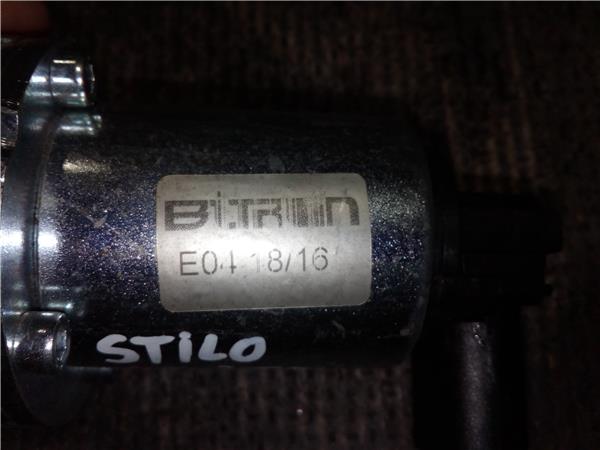 BiTRON
E04 18/16
STILO